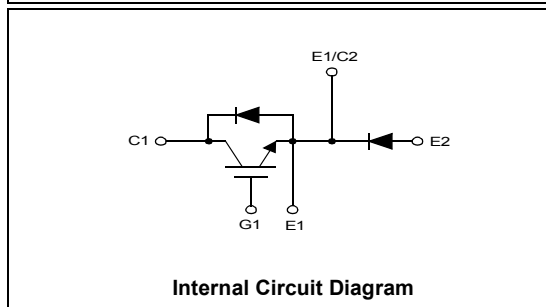 E1/C2
C1
E2
G1
E1
Internal Circuit Diagram